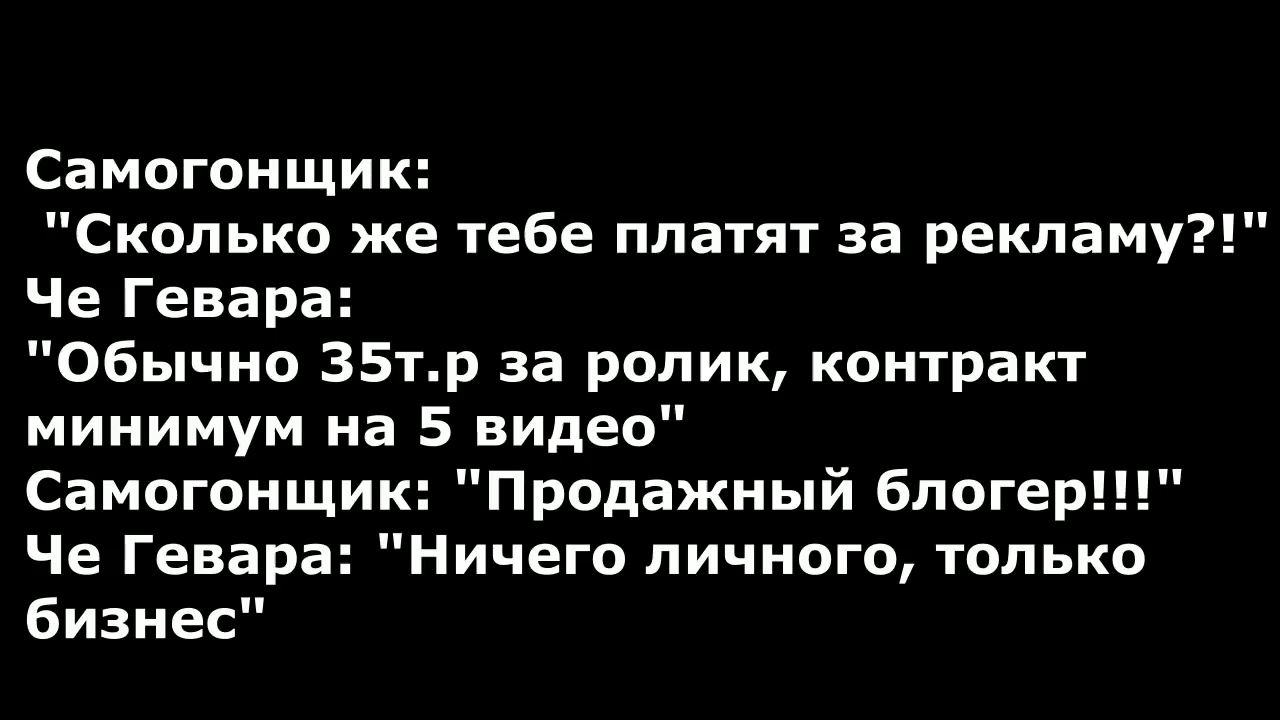 Самогонщик:
"Сколько же тебе платят за рекламу?!"
Че Гевара:
"Обычно 35т.р за ролик, контракт
минимум на 5 видео"
Самогонщик: "Продажный блогер!!!"
Че Гевара: "Ничего личного, только
бизнес"